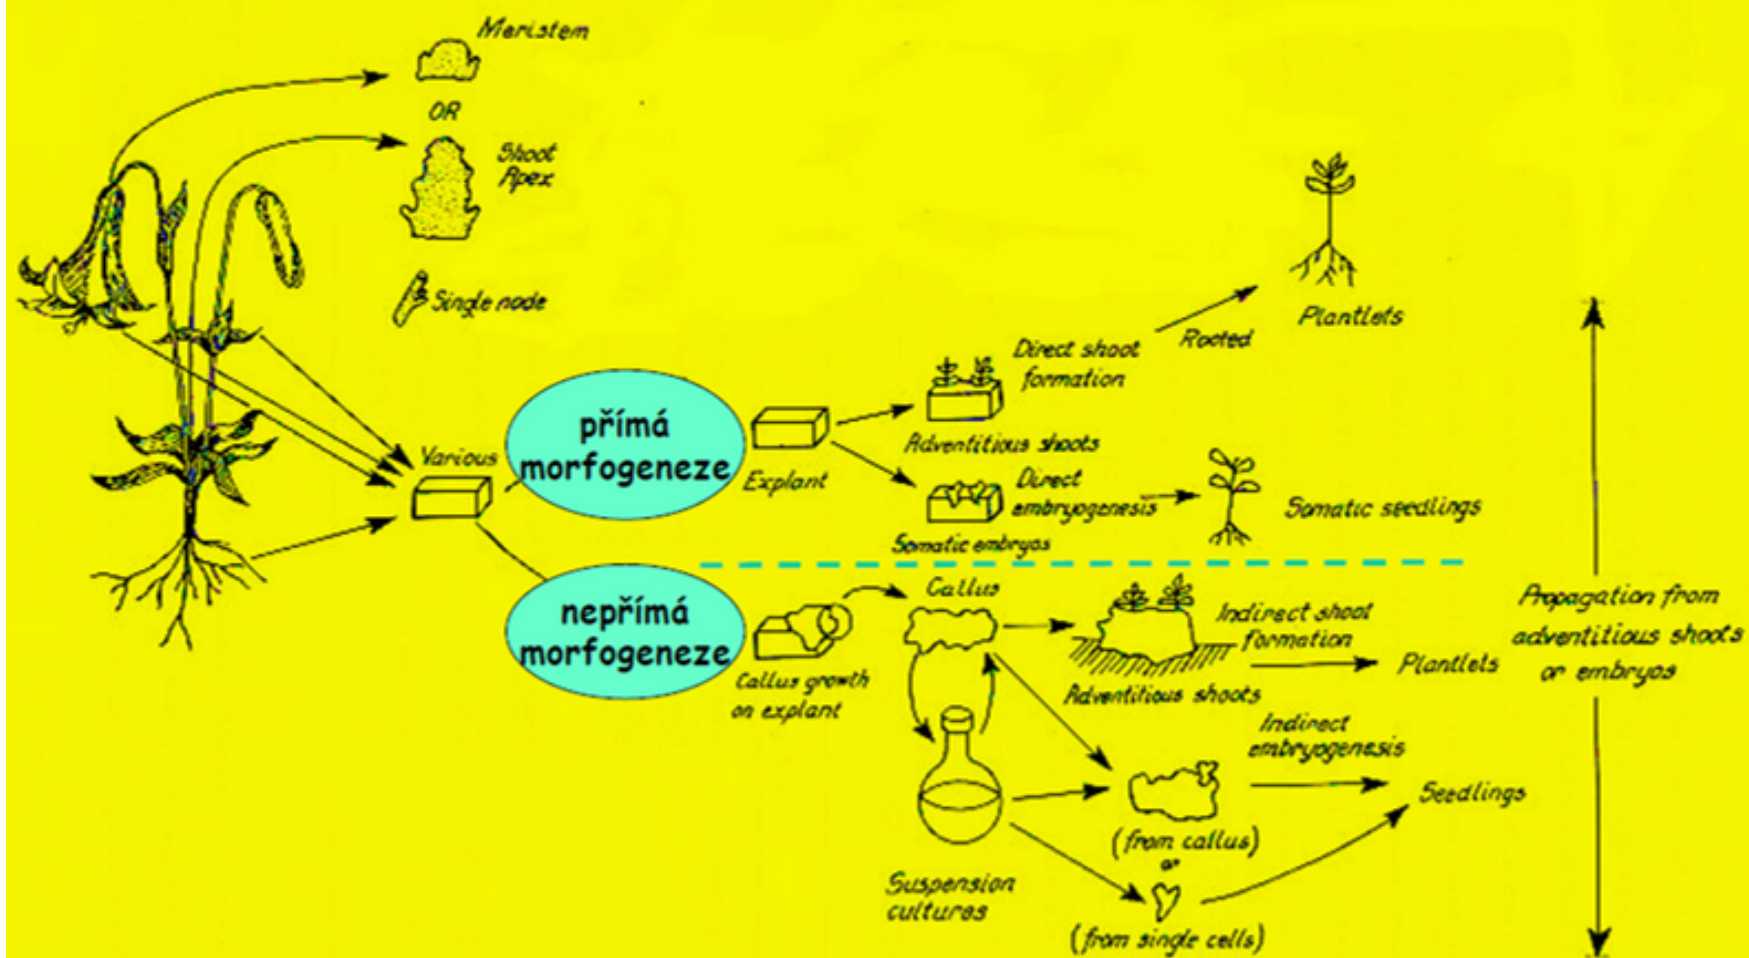 Meristem
OR
Shoot
Apex
Single node
Various
přímá
morfogeneze
Explant
Direct shoot
formation
Adventitious shoots
Rooted
Plantlets
Direct
embryogenesis
Somatic embryos
Somatic seedlings
nepřímá
morfogeneze
Callus growth
on explant
Callus
Indirect shoot
formation
Adventitious shoots
Plantlets
Suspension
cultures
Indirect
embryogenesis
(from callus)
or
(from single cells)
Seedlings
Propagation from
adventitious shoots
or embryos